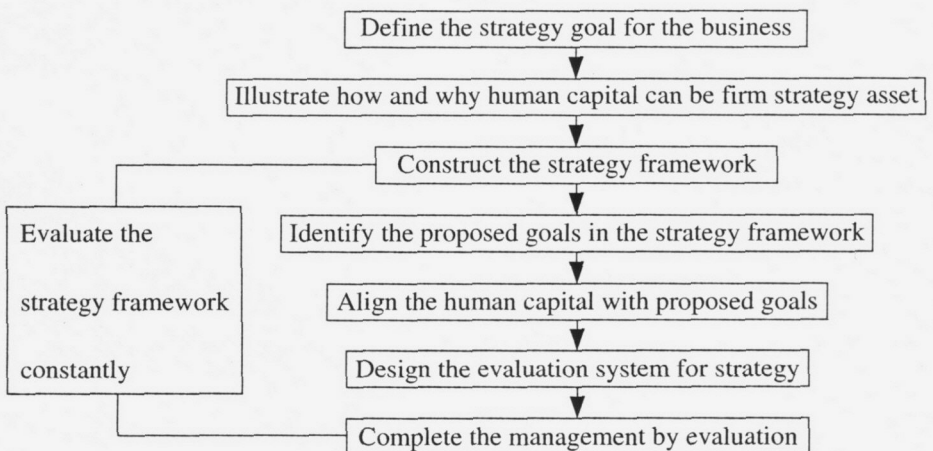 Define the strategy goal for the business
Illustrate how and why human capital can be firm strategy asset
Construct the strategy framework
Evaluate the
strategy framework
constantly
Identify the proposed goals in the strategy framework
Align the human capital with proposed goals
Design the evaluation system for strategy
Complete the management by evaluation